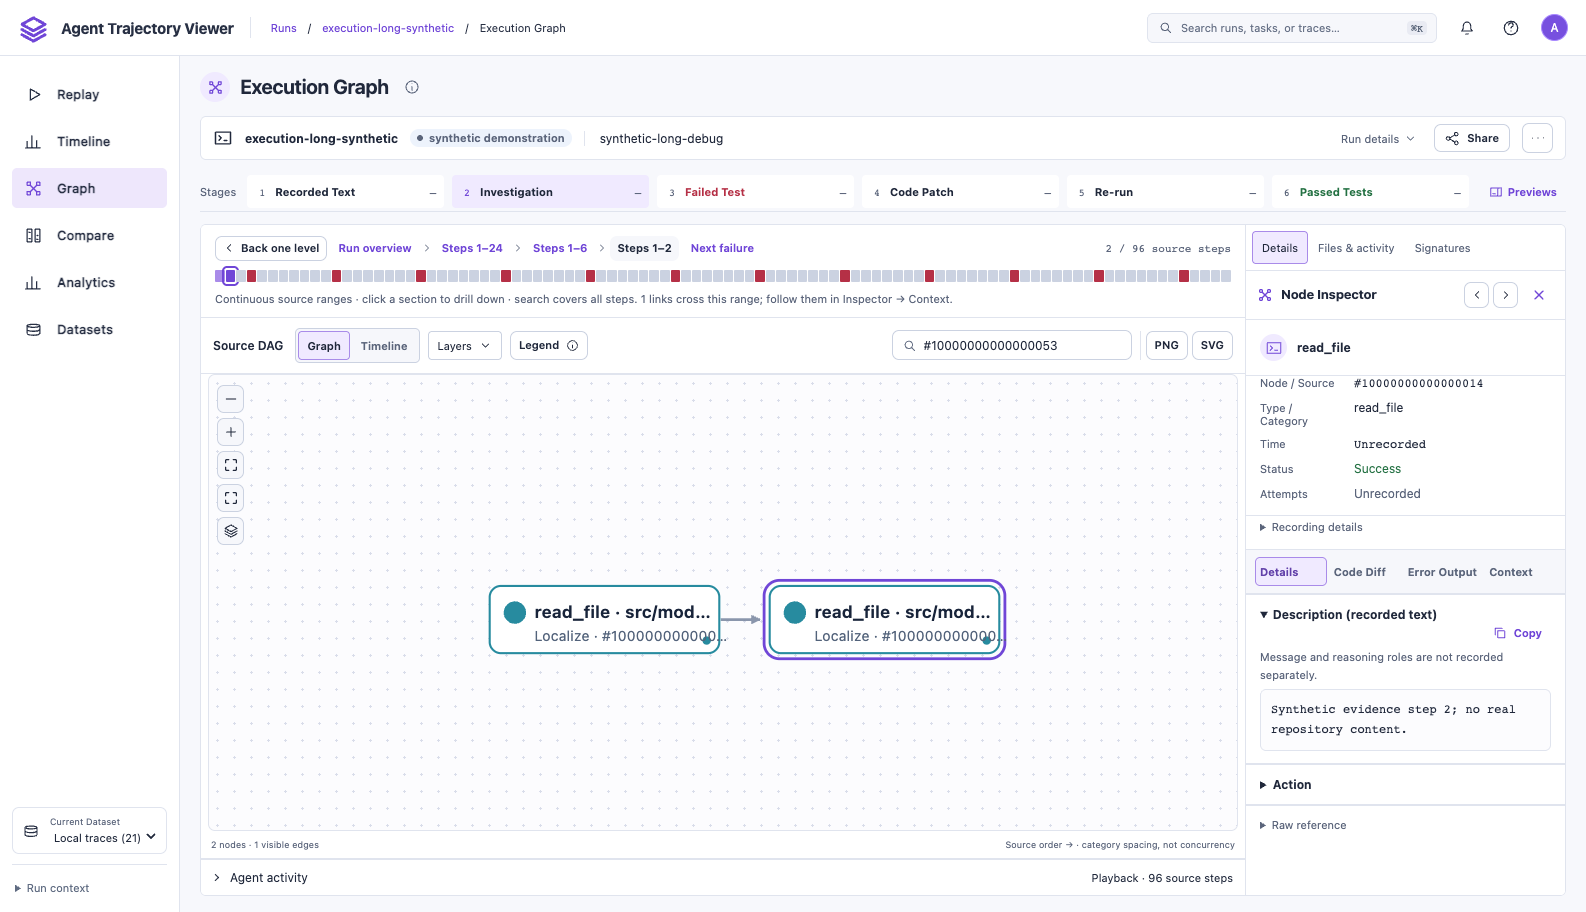 Agent Trajectory Viewer
Runs / execution-long-synthetic / Execution Graph
Search runs, tasks, or traces... ⌘K
A
Replay
Timeline
Graph
Compare
Analytics
Datasets
Current Dataset
Local traces (21)
Run context
Execution Graph
execution-long-synthetic
synthetic demonstration
synthetic-long-debug
Run details
Share
...
Stages
1 Recorded Text –
2 Investigation –
3 Failed Test –
4 Code Patch –
5 Re-run –
6 Passed Tests –
Previews
Back one level
Run overview > Steps 1–24 > Steps 1–6 > Steps 1–2
Next failure
2 / 96 source steps
Continuous source ranges · click a section to drill down · search covers all steps. 1 links cross this range; follow them in Inspector → Context.
Source DAG
Graph
Timeline
Layers
Legend
#10000000000000053
PNG
SVG
read_file · src/mod...
Localize · #100000000000...
read_file · src/mod...
Localize · #100000000000...
2 nodes · 1 visible edges
Source order → · category spacing, not concurrency
Agent activity
Playback · 96 source steps
Details
Files & activity
Signatures
Node Inspector
read_file
Node / Source #10000000000000014
Type / Category read_file
Time Unrecorded
Status Success
Attempts Unrecorded
Recording details
Details
Code Diff
Error Output
Context
Description (recorded text)
Copy
Message and reasoning roles are not recorded
separately.
Synthetic evidence step 2; no real
repository content.
Action
Raw reference